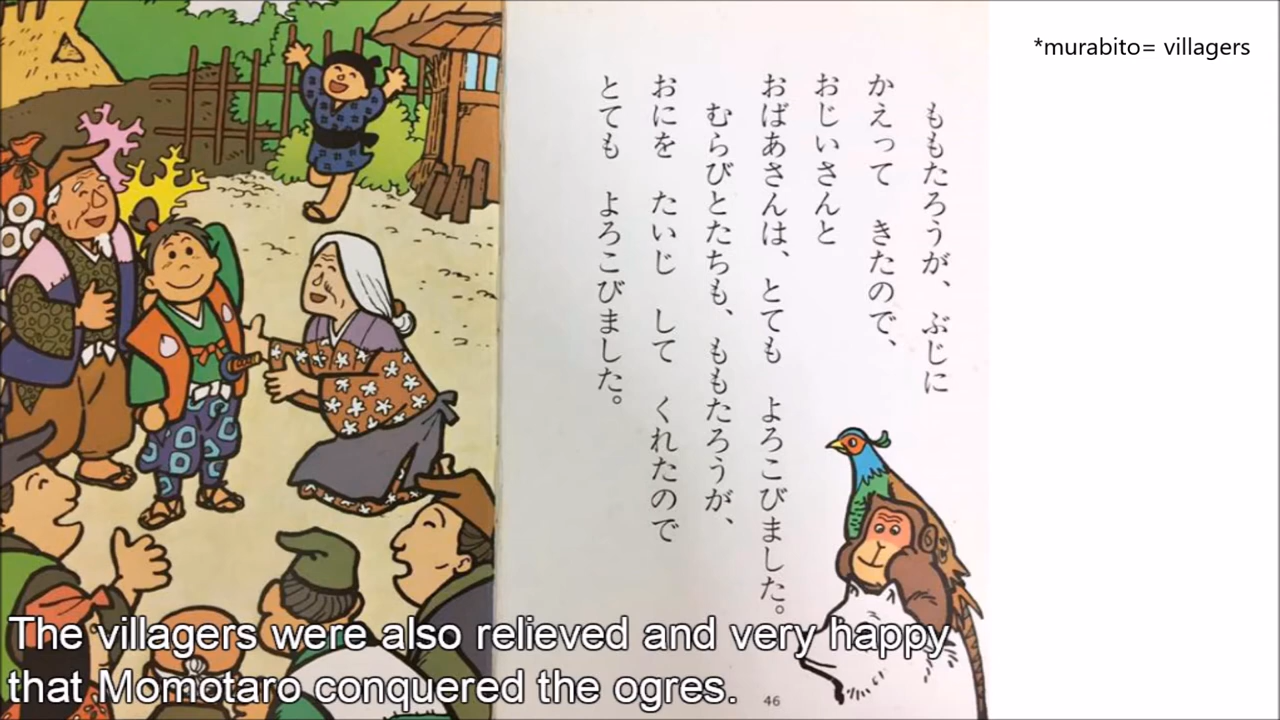 *murabito= villagers
ももたろうが、ぶじに
かえって きたので、
おじいさんと
おばあさんは、とても よろこびました。
むらびとたちも、ももたろうが、
おにを たいじ して くれたので
とても よろこびました。
46
The villagers were also relieved and very happy
that Momotaro conquered the ogres.